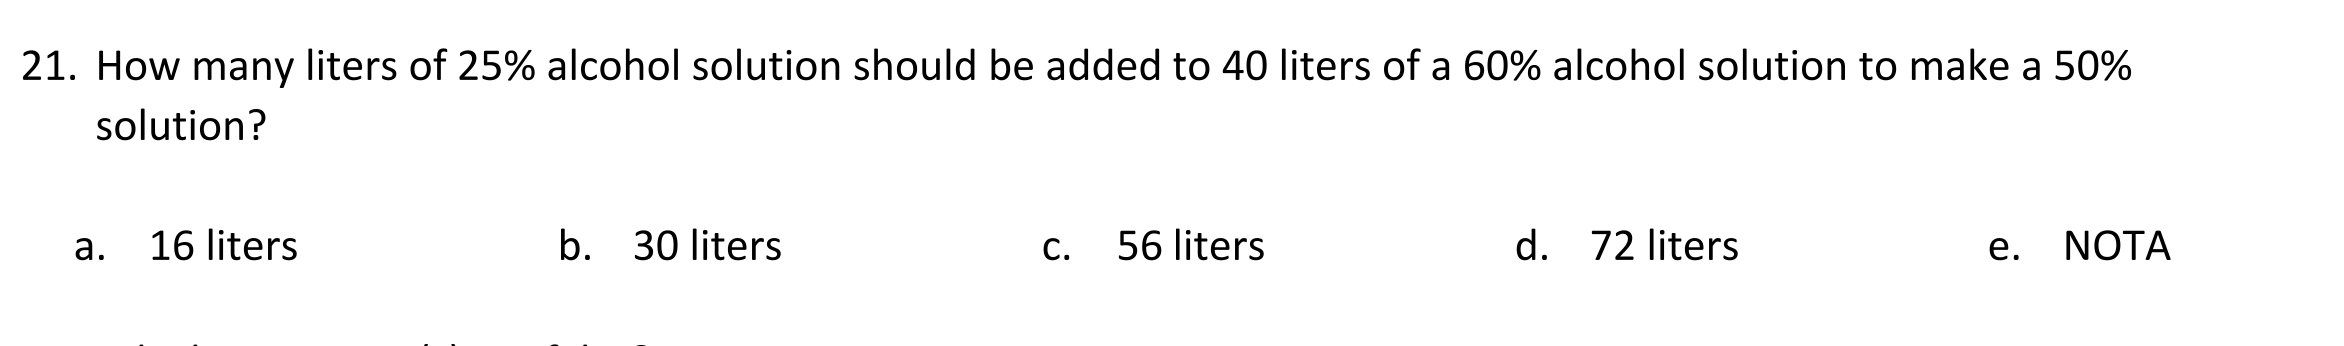 21. How many liters of 25% alcohol solution should be added to 40 liters of a 60% alcohol solution to make a 50%
solution?
a. 16 liters b. 30 liters c. 56 liters d. 72 liters e. NOTA